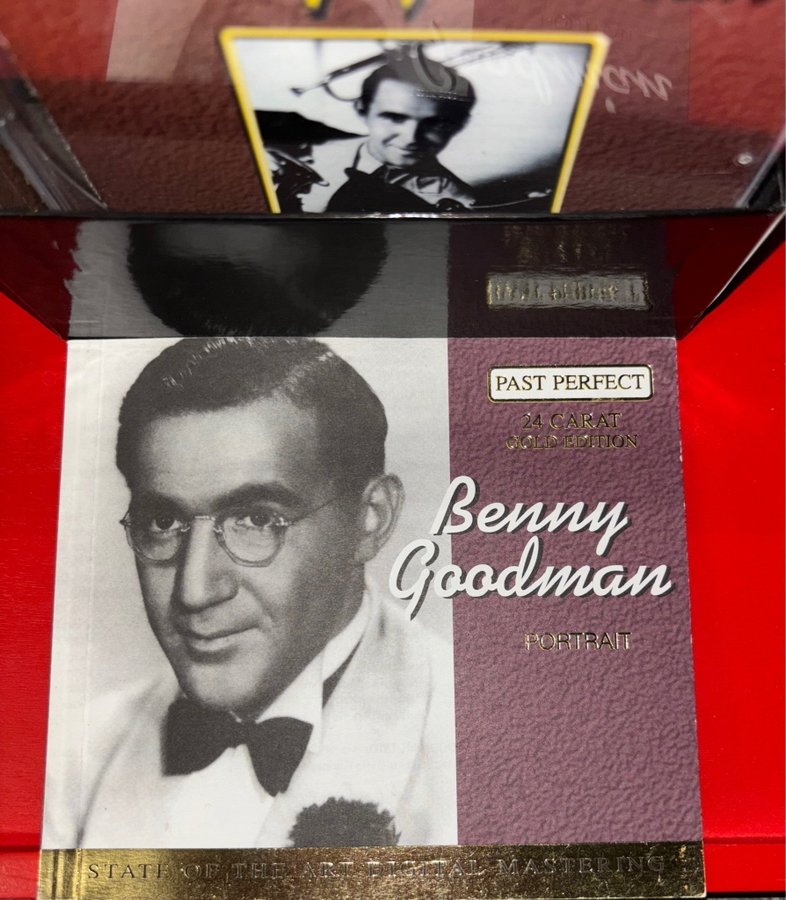 PAST PERFECT
24 CARAT
GOLD EDITION
Benny
Goodman
PORTRAIT
STATE OF THE ART DIGITAL MASTERING